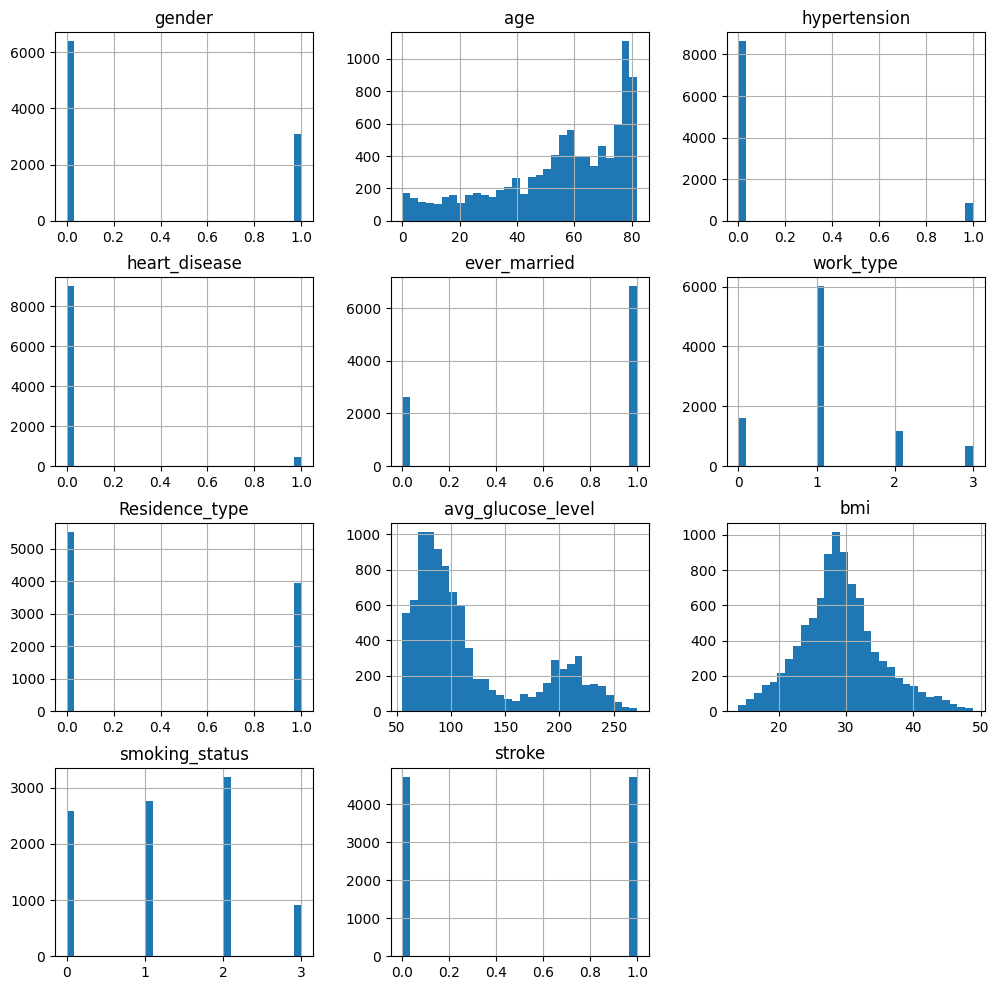 gender
6000
4000
2000
0
0.0 0.2 0.4 0.6 0.8 1.0
age
1000
800
600
400
200
0
0 20 40 60 80
hypertension
8000
6000
4000
2000
0
0.0 0.2 0.4 0.6 0.8 1.0
heart_disease
8000
6000
4000
2000
0
0.0 0.2 0.4 0.6 0.8 1.0
ever_married
6000
4000
2000
0
0.0 0.2 0.4 0.6 0.8 1.0
work_type
6000
4000
2000
0
0 1 2 3
Residence_type
5000
4000
3000
2000
1000
0
0.0 0.2 0.4 0.6 0.8 1.0
avg_glucose_level
1000
800
600
400
200
0
50 100 150 200 250
bmi
1000
800
600
400
200
0
20 30 40 50
smoking_status
3000
2000
1000
0
0 1 2 3
stroke
4000
3000
2000
1000
0
0.0 0.2 0.4 0.6 0.8 1.0